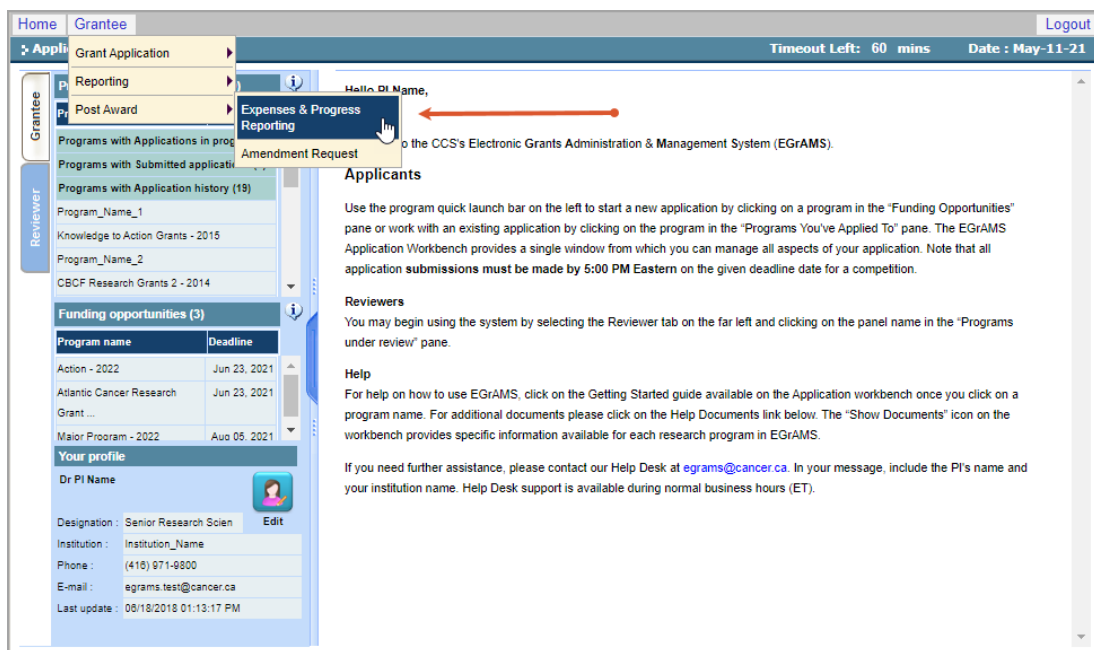 Home Grantee Logout
Appli Timeout Left: 60 mins Date : May-11-21
Grant Application
Reporting
Post Award
Expenses & Progress
Reporting
Amendment Request
Grantee
Reviewer
Programs with Applications in prog
Programs with Submitted applicati
Programs with Application history (19)
Program_Name_1
Knowledge to Action Grants - 2015
Program_Name_2
CBCF Research Grants 2 - 2014
Funding opportunities (3)
Program name Deadline
Action - 2022 Jun 23, 2021
Atlantic Cancer Research Jun 23, 2021
Grant ...
Major Program - 2022 Aug 05, 2021
Your profile
Dr PI Name
Edit
Designation : Senior Research Scien
Institution : Institution_Name
Phone : (416) 971-9800
E-mail : egrams.test@cancer.ca
Last update : 06/18/2018 01:13:17 PM
Hello PI Name,
o the CCS's Electronic Grants Administration & Management System (EGrAMS).
Applicants
Use the program quick launch bar on the left to start a new application by clicking on a program in the “Funding Opportunities”
pane or work with an existing application by clicking on the program in the “Programs You've Applied To” pane. The EGrAMS
Application Workbench provides a single window from which you can manage all aspects of your application. Note that all
application submissions must be made by 5:00 PM Eastern on the given deadline date for a competition.
Reviewers
You may begin using the system by selecting the Reviewer tab on the far left and clicking on the panel name in the “Programs
under review” pane.
Help
For help on how to use EGrAMS, click on the Getting Started guide available on the Application workbench once you click on a
program name. For additional documents please click on the Help Documents link below. The “Show Documents” icon on the
workbench provides specific information available for each research program in EGrAMS.
If you need further assistance, please contact our Help Desk at egrams@cancer.ca. In your message, include the PI's name and
your institution name. Help Desk support is available during normal business hours (ET).